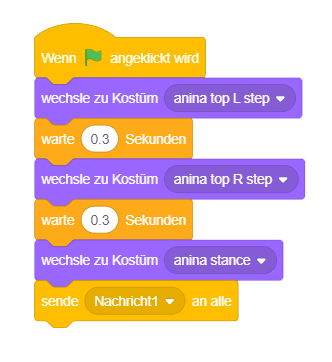 Wenn angeklickt wird
wechsle zu Kostüm anina top L step
warte 0.3 Sekunden
wechsle zu Kostüm anina top R step
warte 0.3 Sekunden
wechsle zu Kostüm anina stance
sende Nachricht1 an alle